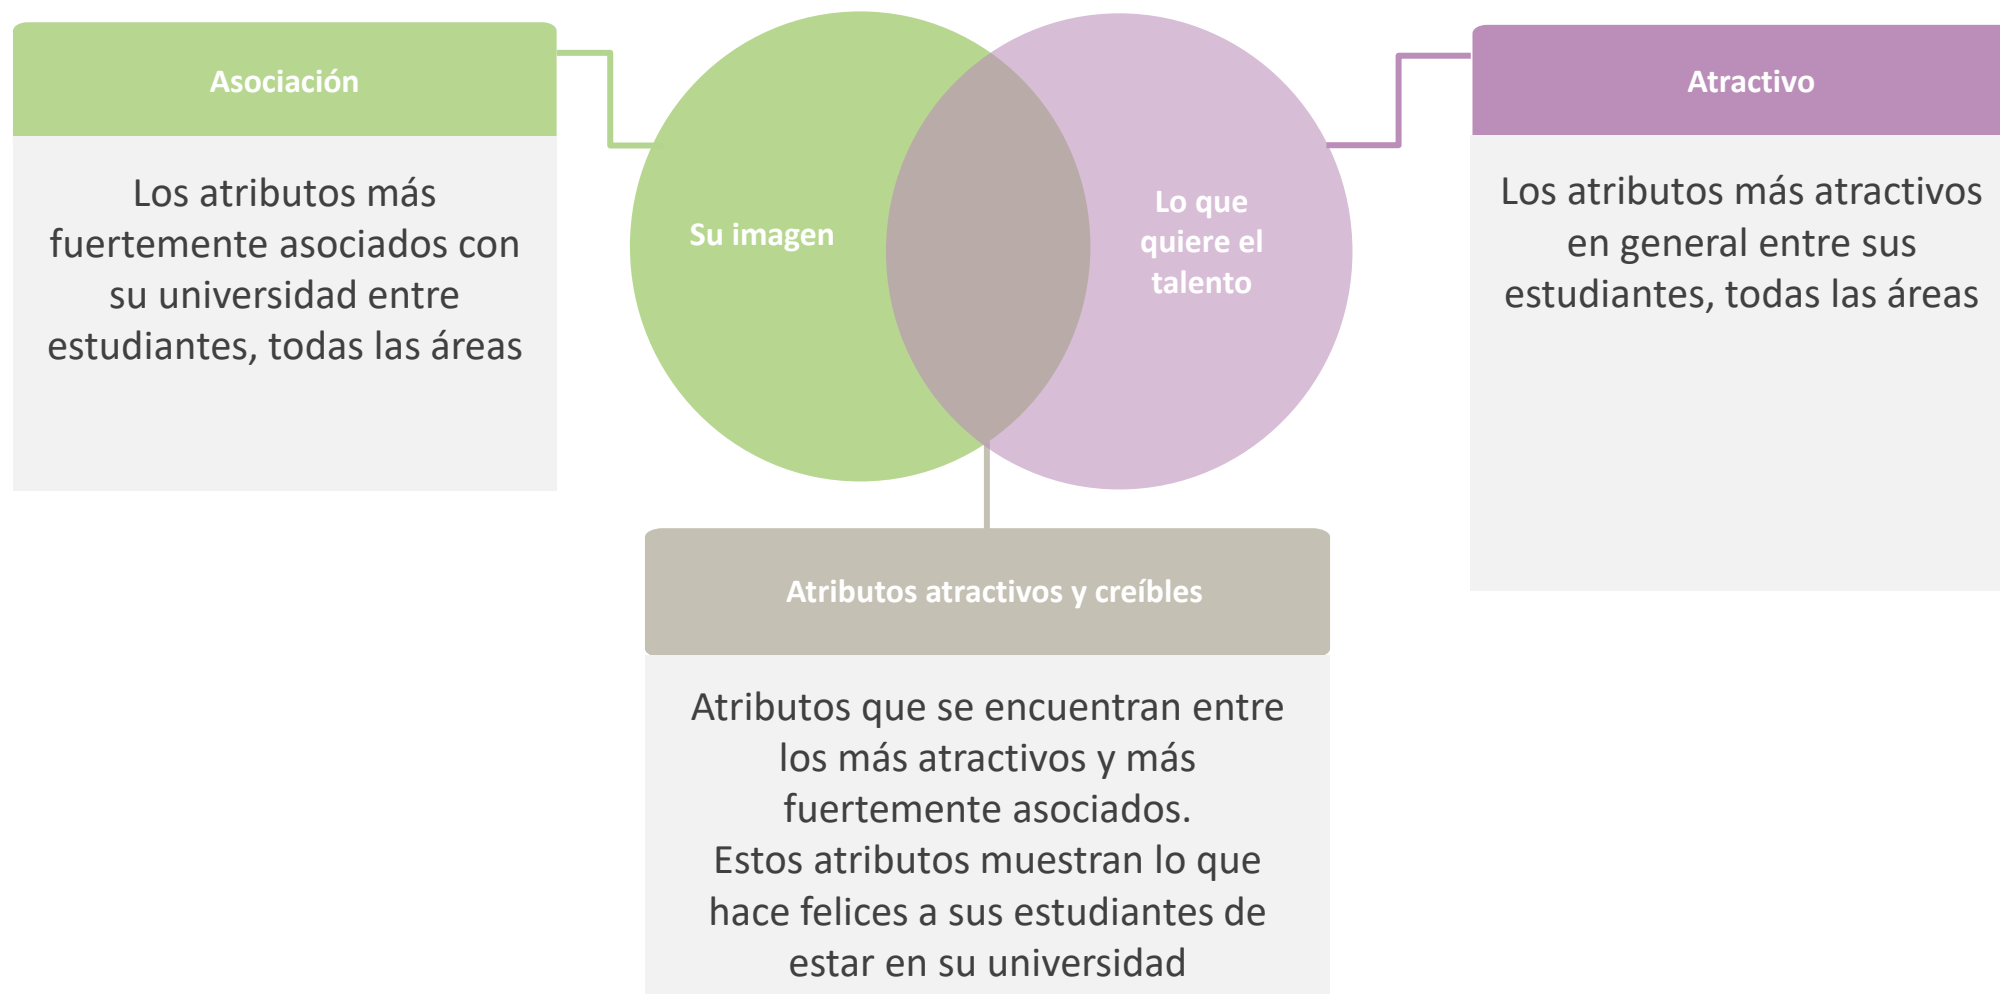 Asociación
Los atributos más
fuertemente asociados con
su universidad entre
estudiantes, todas las áreas
Su imagen
Lo que
quiere el
talento
Atractivo
Los atributos más atractivos
en general entre sus
estudiantes, todas las áreas
Atributos atractivos y creíbles
Atributos que se encuentran entre
los más atractivos y más
fuertemente asociados.
Estos atributos muestran lo que
hace felices a sus estudiantes de
estar en su universidad